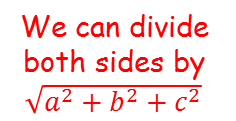 We can divide
both sides by
√a² + b² + c²